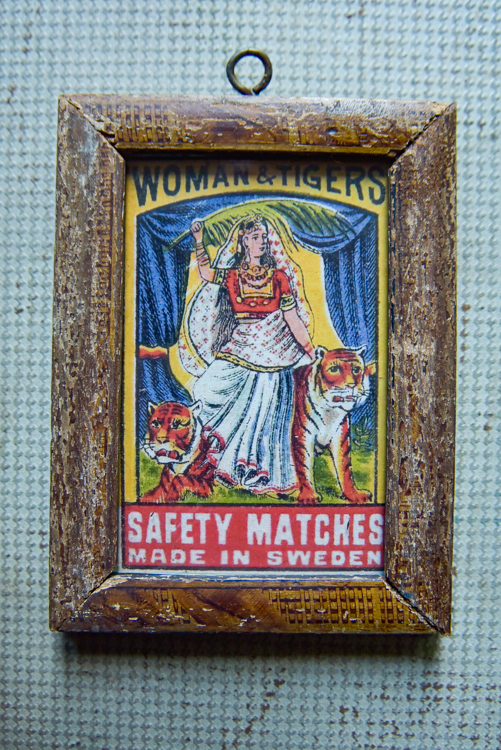 WOMAN & TIGERS
SAFETY MATCHES
MADE IN SWEDEN